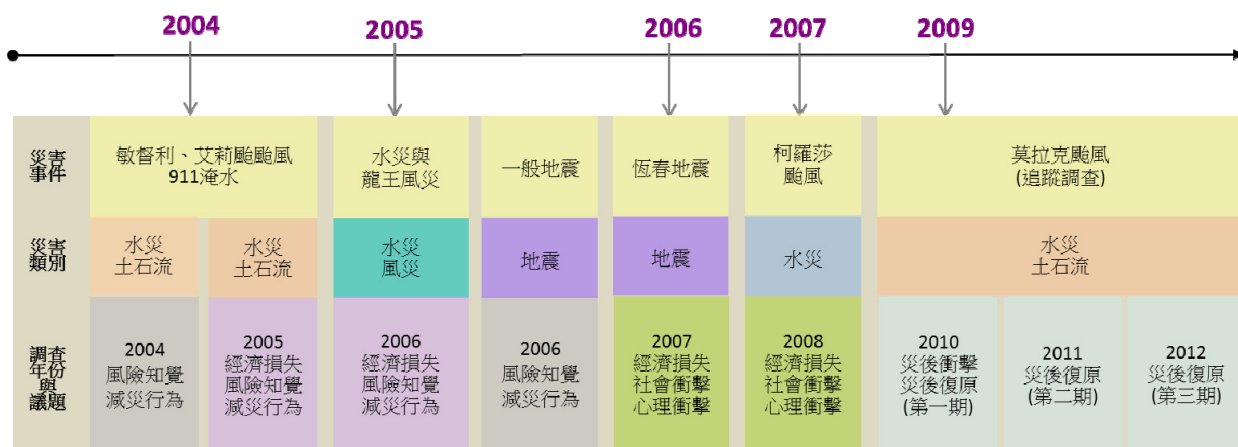 2004
2005
2006
2007
2009
災害
事件
敏督利、艾莉颱颱風
911淹水
水災與
龍王風災
一般地震
恆春地震
柯羅莎
颱風
莫拉克颱風
(追蹤調查)
災害
類別
水災
土石流
水災
土石流
水災
風災
地震
地震
水災
水災
土石流
調查
年份
與
議題
2004
風險知覺
減災行為
2005
經濟損失
風險知覺
減災行為
2006
經濟損失
風險知覺
減災行為
2006
風險知覺
減災行為
2007
經濟損失
社會衝擊
心理衝擊
2008
經濟損失
社會衝擊
心理衝擊
2010
災後衝擊
災後復原
(第一期)
2011
災後復原
(第二期)
2012
災後復原
(第三期)